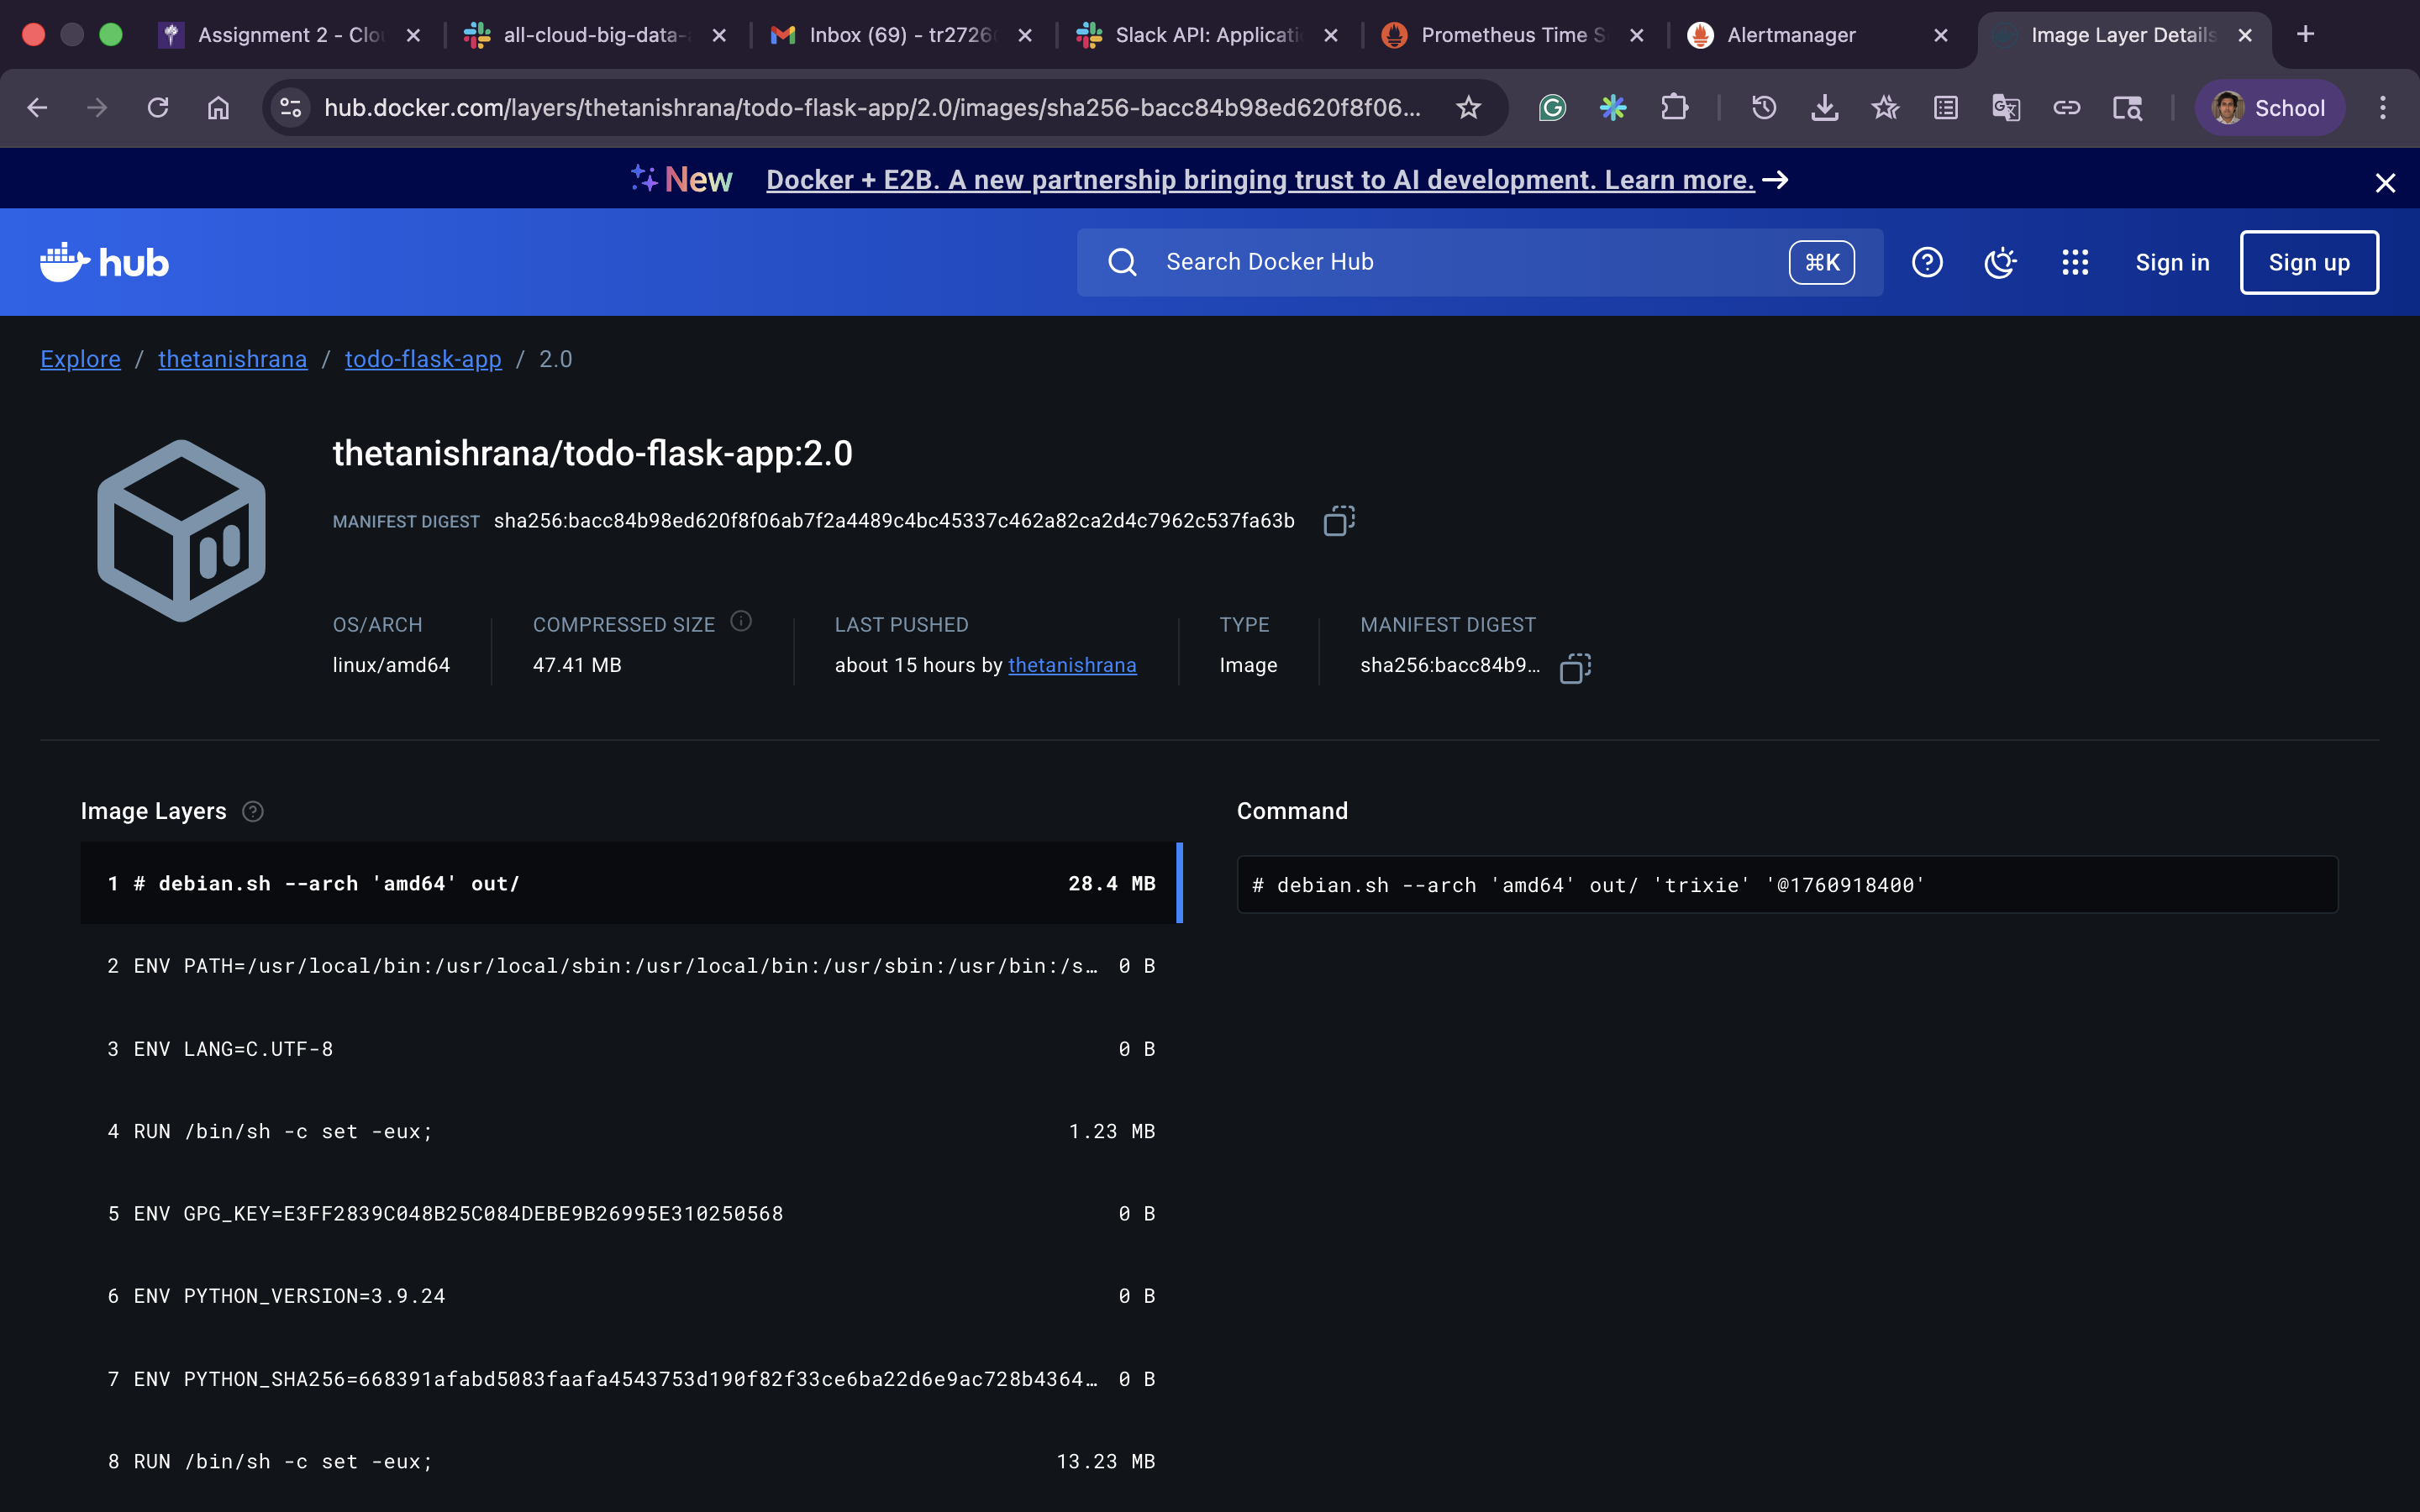 Assignment 2 - Clou
all-cloud-big-data-a
Inbox (69) - tr2726
Slack API: Applicati
Prometheus Time S
Alertmanager
Image Layer Details
hub.docker.com/layers/thetanishrana/todo-flask-app/2.0/images/sha256-bacc84b98ed620f8f06...
School
New Docker + E2B. A new partnership bringing trust to AI development. Learn more. →
hub
Search Docker Hub
⌘K
Sign in
Sign up
Explore / thetanishrana / todo-flask-app / 2.0
thetanishrana/todo-flask-app:2.0
MANIFEST DIGEST sha256:bacc84b98ed620f8f06ab7f2a4489c4bc45337c462a82ca2d4c7962c537fa63b
OS/ARCH
linux/amd64
COMPRESSED SIZE
47.41 MB
LAST PUSHED
about 15 hours by thetanishrana
TYPE
Image
MANIFEST DIGEST
sha256:bacc84b9...
Image Layers
1 # debian.sh --arch 'amd64' out/ 28.4 MB
2 ENV PATH=/usr/local/bin:/usr/local/sbin:/usr/local/bin:/usr/sbin:/usr/bin:/s... 0 B
3 ENV LANG=C.UTF-8 0 B
4 RUN /bin/sh -c set -eux; 1.23 MB
5 ENV GPG_KEY=E3FF2839C048B25C084DEBE9B26995E310250568 0 B
6 ENV PYTHON_VERSION=3.9.24 0 B
7 ENV PYTHON_SHA256=668391afabd5083faafa4543753d190f82f33ce6ba22d6e9ac728b4364... 0 B
8 RUN /bin/sh -c set -eux; 13.23 MB
Command
# debian.sh --arch 'amd64' out/ 'trixie' '@1760918400'